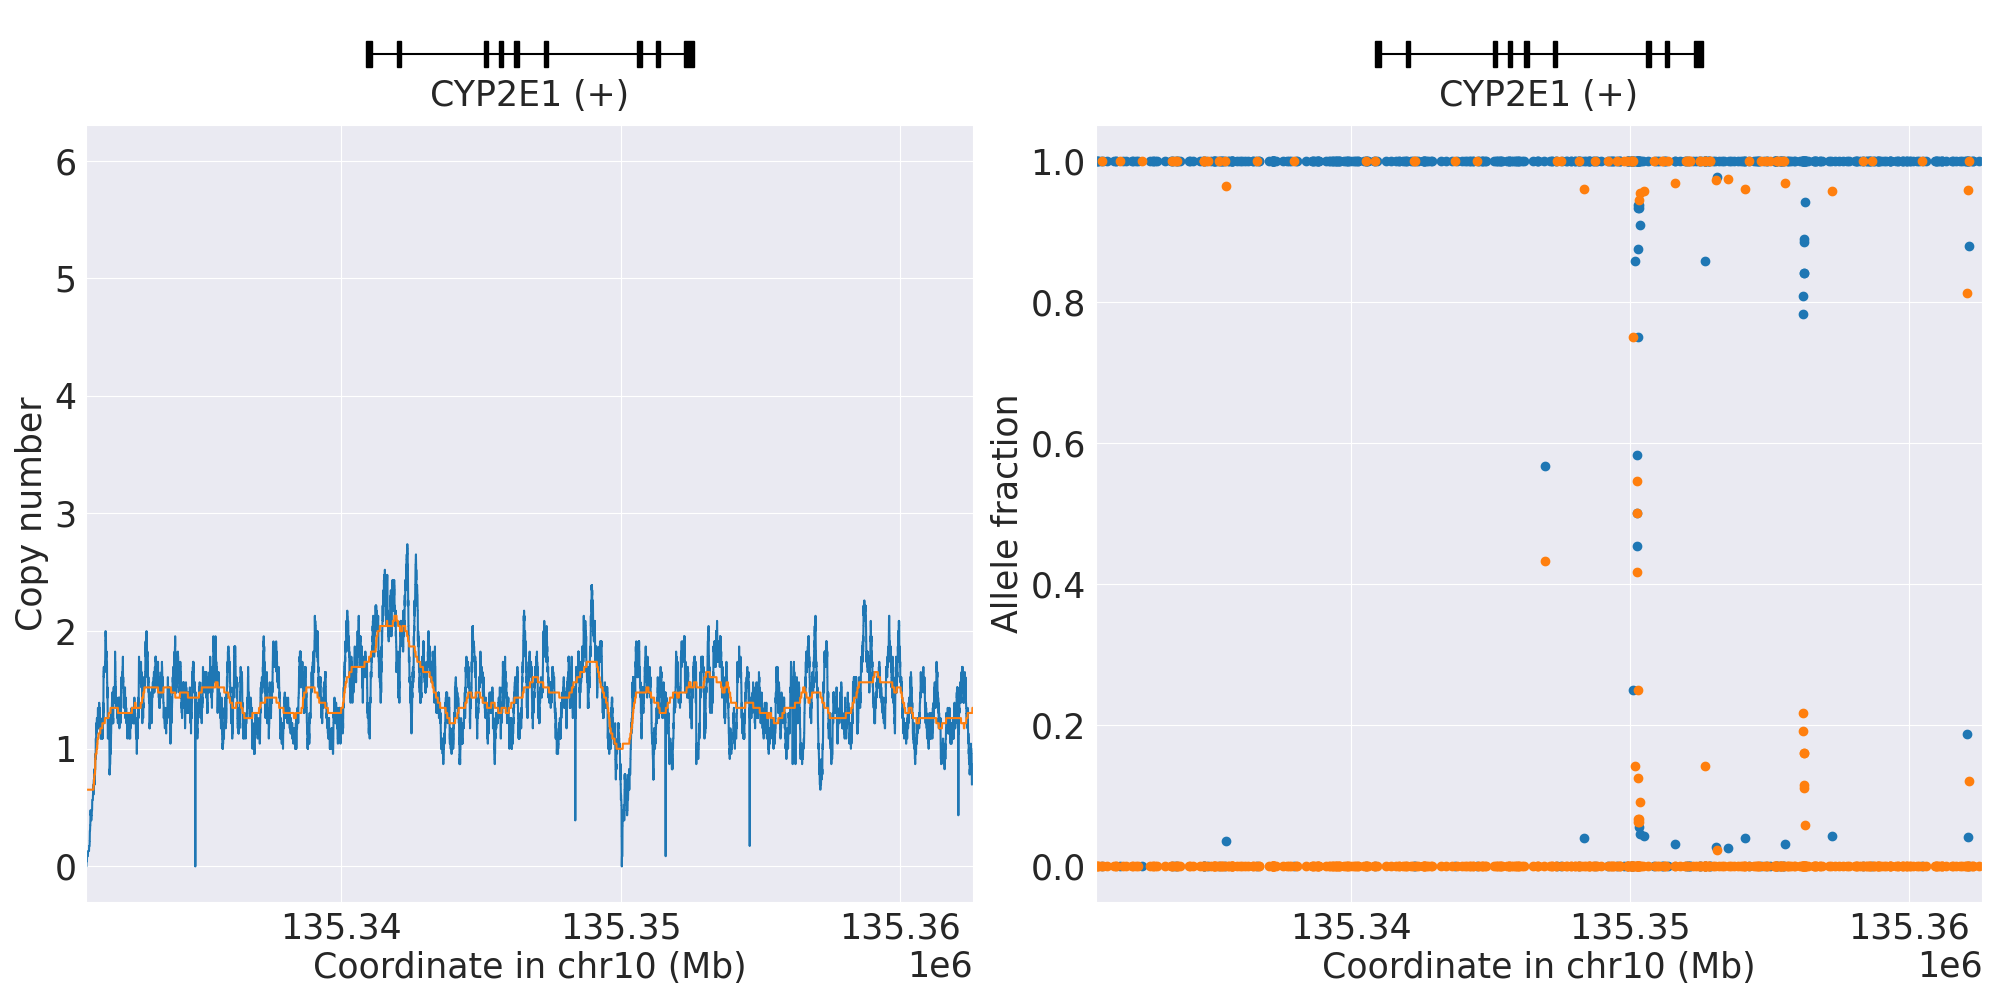 CYP2E1 (+)
6
5
4
3
2
1
0
Copy number
135.34 135.35 135.36
Coordinate in chr10 (Mb)
1e6
CYP2E1 (+)
1.0
0.8
0.6
0.4
0.2
0.0
Allele fraction
135.34 135.35 135.36
Coordinate in chr10 (Mb)
1e6